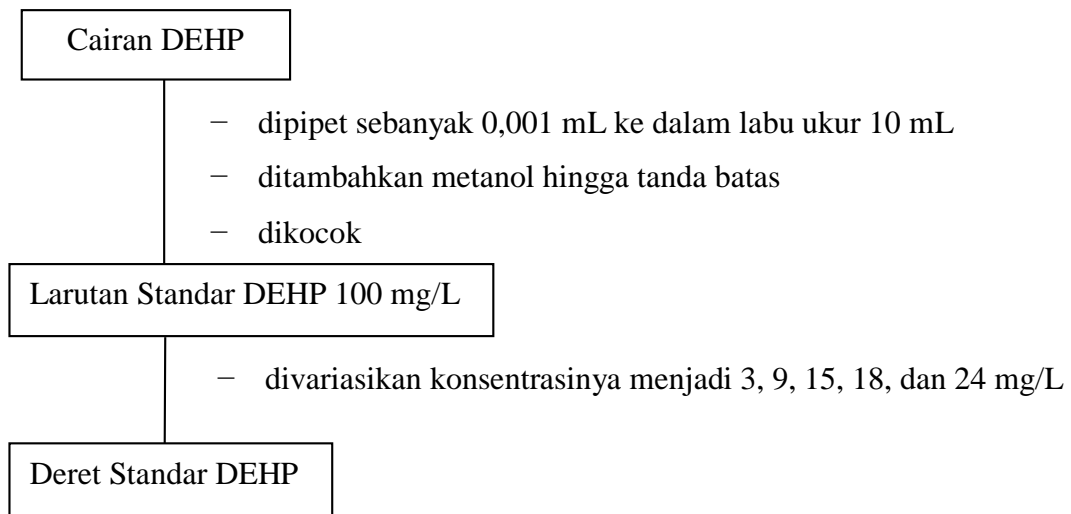 Cairan DEHP
− dipipet sebanyak 0,001 mL ke dalam labu ukur 10 mL
− ditambahkan metanol hingga tanda batas
− dikocok
Larutan Standar DEHP 100 mg/L
− divariasikan konsentrasinya menjadi 3, 9, 15, 18, dan 24 mg/L
Deret Standar DEHP